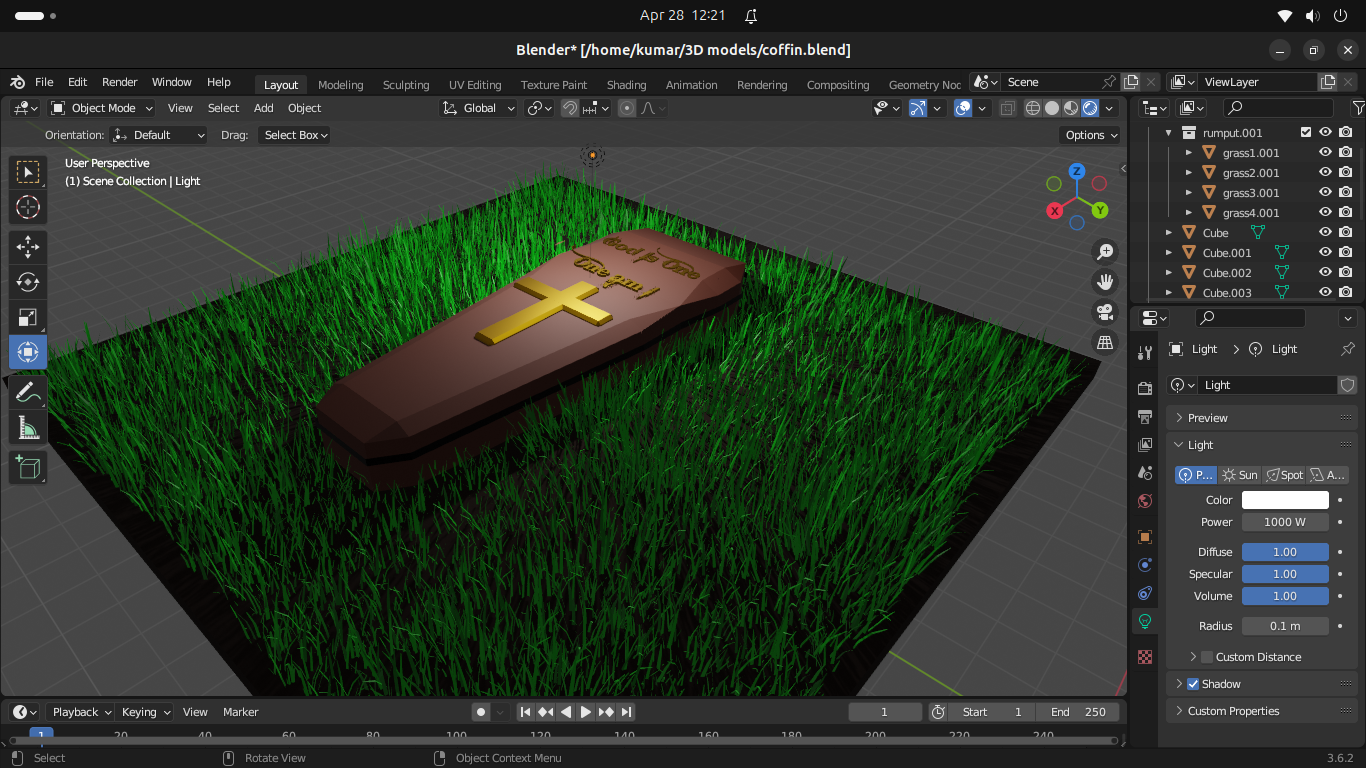 Apr 28 12:21
Blender* [/home/kumar/3D models/coffin.blend]
File Edit Render Window Help Layout Modeling Sculpting UV Editing Texture Paint Shading Animation Rendering Compositing Geometry Noc Scene ViewLayer
Object Mode View Select Add Object Global
Orientation: Default Drag: Select Box Options
User Perspective
(1) Scene Collection | Light
rumput.001
grass1.001
grass2.001
grass3.001
grass4.001
Cube
Cube.001
Cube.002
Cube.003
Z
X
Y
God is One
Light Light
Light
Preview
Light
P... Sun Spot A...
Color
Power 1000 W
Diffuse 1.00
Specular 1.00
Volume 1.00
Radius 0.1 m
Custom Distance
Shadow
Custom Properties
Playback Keying View Marker 1 Start 1 End 250
1 20 40 60 80 100 120 140 160 180 200 220 240
Select Rotate View Object Context Menu 3.6.2